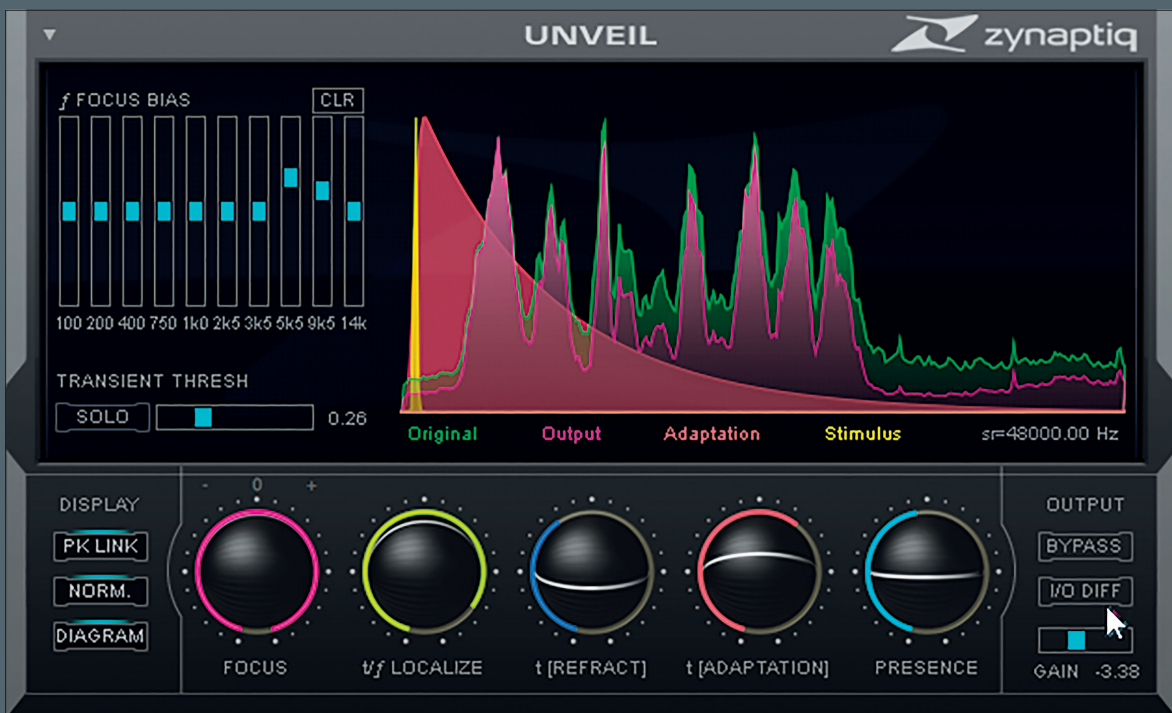 UNVEIL
zynaptiq
ƒ FOCUS BIAS
CLR
100 200 400 750 1k0 2k5 3k5 5k5 9k5 14k
TRANSIENT THRESH
SOLO
0.26
Original
Output
Adaptation
Stimulus
sr=48000.00 Hz
DISPLAY
PK LINK
NORM.
DIAGRAM
- 0 +
FOCUS
t/ƒ LOCALIZE
t [REFRACT]
t [ADAPTATION]
PRESENCE
OUTPUT
BYPASS
I/O DIFF
GAIN -3.38